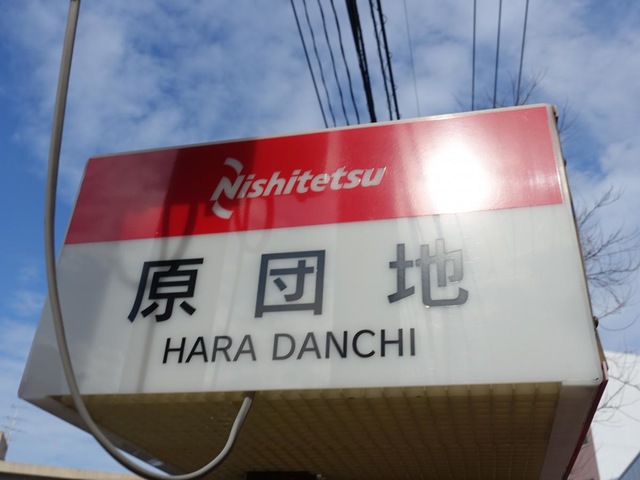 Nishitetsu
原団地
HARA DANCHI